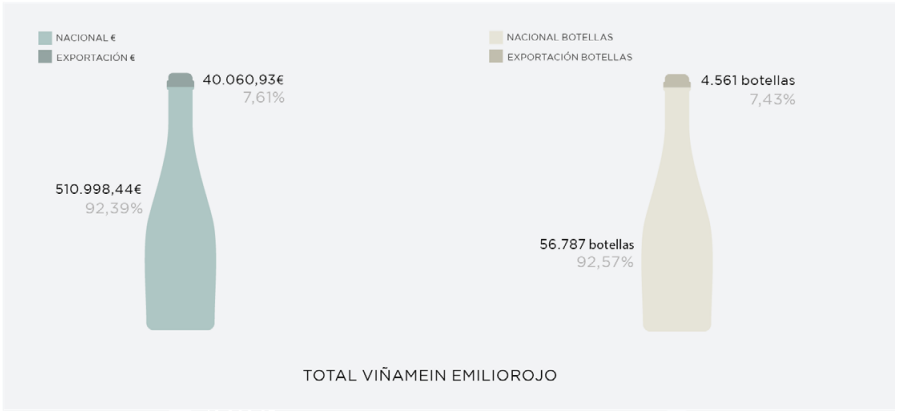 NACIONAL €
EXPORTACIÓN €
40.060,93€
7,61%
510.998,44€
92,39%
NACIONAL BOTELLAS
EXPORTACIÓN BOTELLAS
4.561 botellas
7,43%
56.787 botellas
92,57%
TOTAL VIÑAMEIN EMILIOROJO